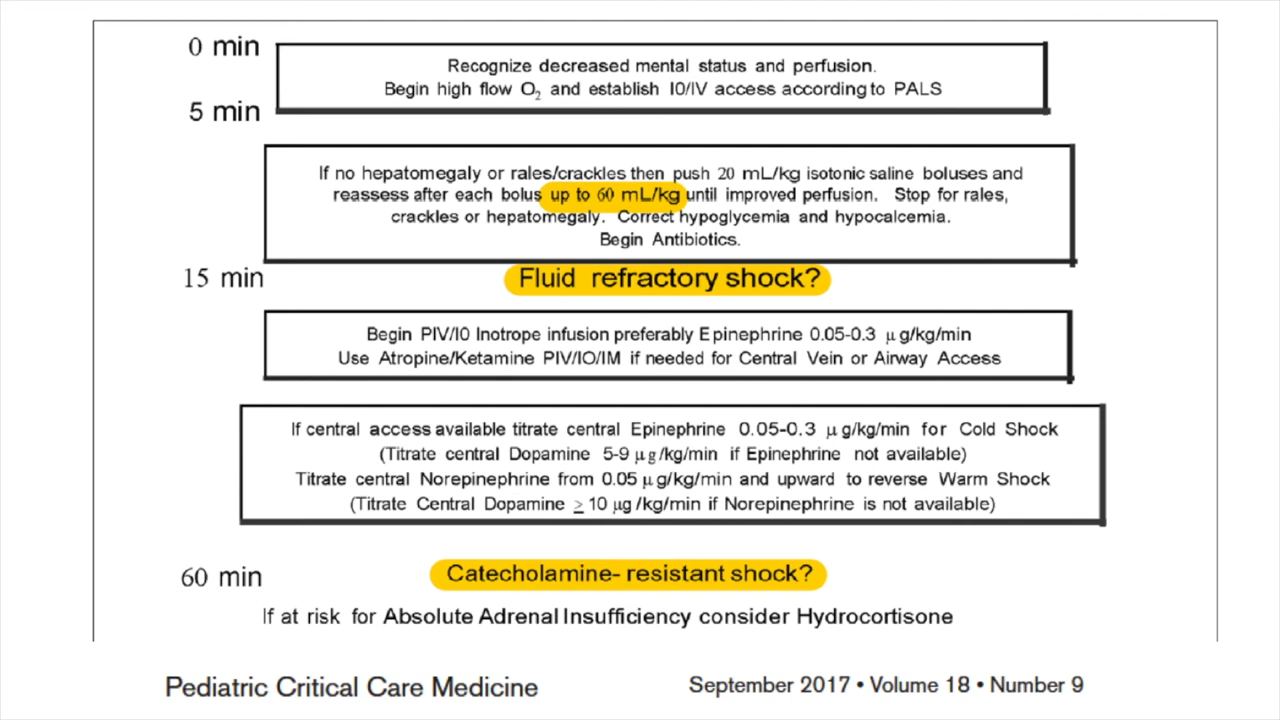 0 min
Recognize decreased mental status and perfusion.
Begin high flow O₂ and establish I0/IV access according to PALS
5 min
If no hepatomegaly or rales/crackles then push 20 mL/kg isotonic saline boluses and
reassess after each bolus up to 60 mL/kg until improved perfusion. Stop for rales,
crackles or hepatomegaly. Correct hypoglycemia and hypocalcemia.
Begin Antibiotics.
15 min
Fluid refractory shock?
Begin PIV/I0 Inotrope infusion preferably Epinephrine 0.05-0.3 μg/kg/min
Use Atropine/Ketamine PIV/IO/IM if needed for Central Vein or Airway Access
If central access available titrate central Epinephrine 0.05-0.3 μg/kg/min for Cold Shock
(Titrate central Dopamine 5-9 μg/kg/min if Epinephrine not available)
Titrate central Norepinephrine from 0.05 μg/kg/min and upward to reverse Warm Shock
(Titrate Central Dopamine ≥ 10 μg/kg/min if Norepinephrine is not available)
60 min
Catecholamine- resistant shock?
If at risk for Absolute Adrenal Insufficiency consider Hydrocortisone
Pediatric Critical Care Medicine
September 2017 • Volume 18 • Number 9